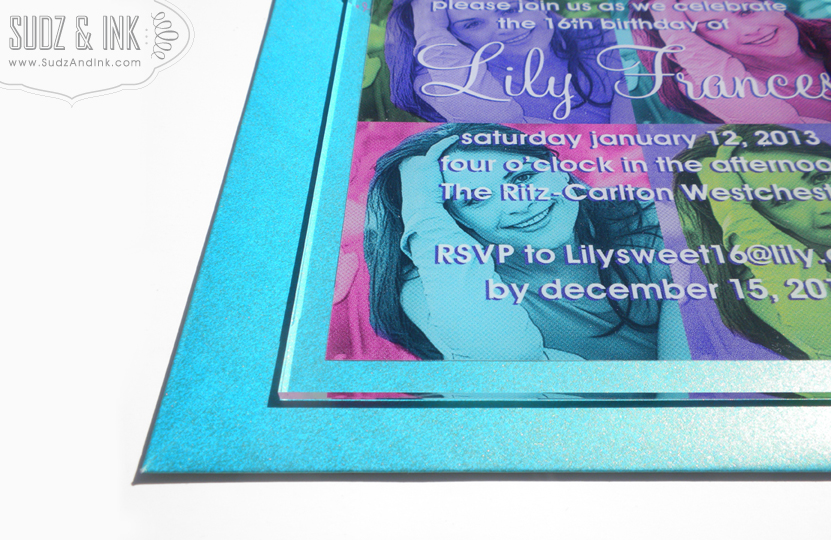 SUDZ & INK...
www.SudzAndInk.com
please join us as we celebrate
the 16th birthday of
Lily Frances
saturday january 12, 2013
four o'clock in the afternoo
The Ritz-Carlton Westchest
RSVP to Lilysweet16@lily.
by december 15, 201